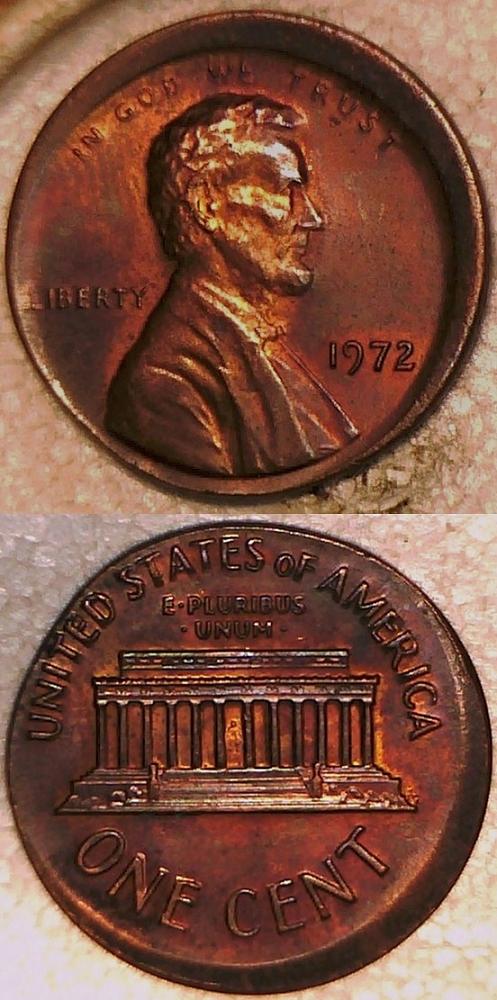 IN GOD WE TRUST
LIBERTY
1972
UNITED STATES OF AMERICA
E·PLURIBUS
·UNUM·
ONE CENT